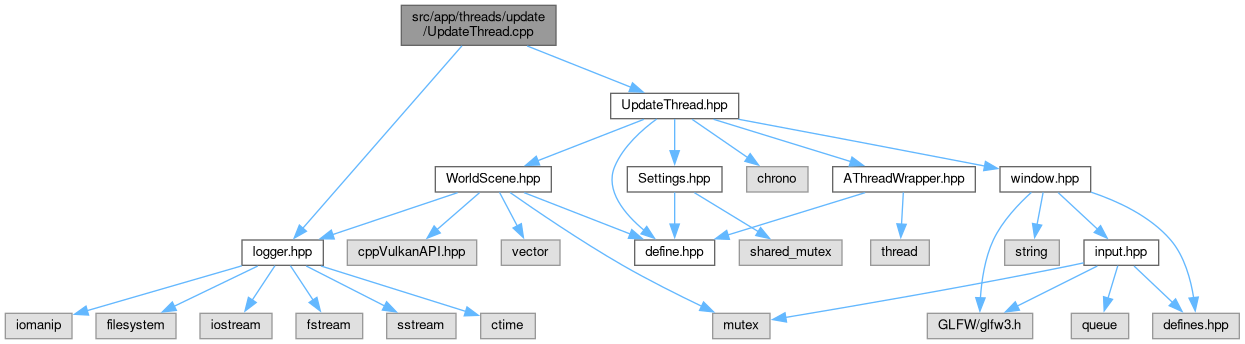 src/app/threads/update
/UpdateThread.cpp
UpdateThread.hpp
WorldScene.hpp
Settings.hpp
chrono
AThreadWrapper.hpp
window.hpp
logger.hpp
cppVulkanAPI.hpp
vector
define.hpp
shared_mutex
thread
string
input.hpp
iomanip
filesystem
iostream
fstream
sstream
ctime
mutex
GLFW/glfw3.h
queue
defines.hpp